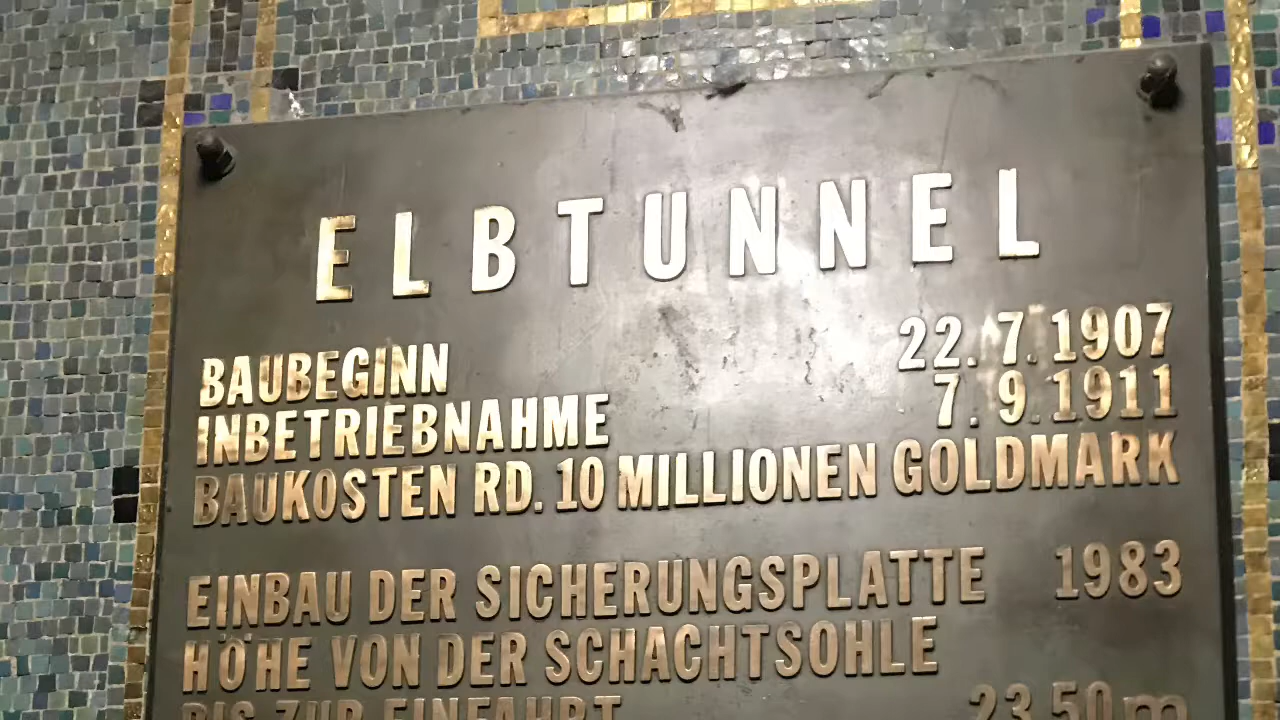 ELBTUNNEL
BAUBEGINN 22.7.1907
INBETRIEBNAHME 7.9.1911
BAUKOSTEN RD. 10 MILLIONEN GOLDMARK
EINBAU DER SICHERUNGSPLATTE 1983
HÖHE VON DER SCHACHTSOHLE
BIS ZUR EINFAHRT 23,50 m